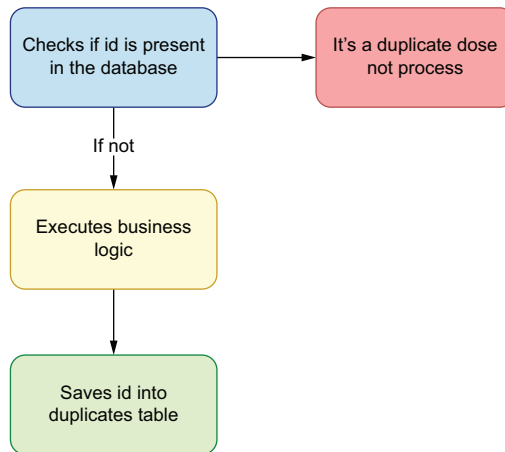 Checks if id is present
in the database
It's a duplicate dose
not process
If not
Executes business
logic
Saves id into
duplicates table